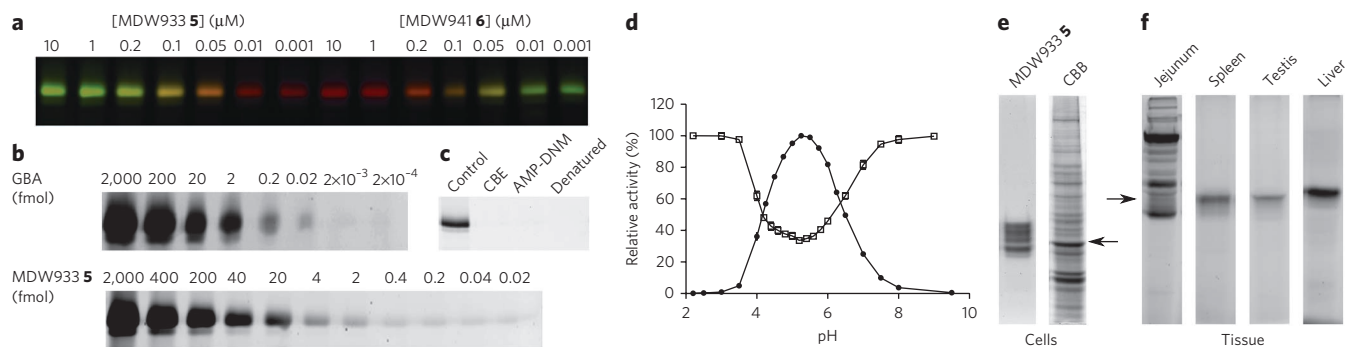 a
[MDW933 5] (μM) [MDW941 6] (μM)
10 1 0.2 0.1 0.05 0.01 0.001 10 1 0.2 0.1 0.05 0.01 0.001
b
GBA
(fmol)
2,000 200 20 2 0.2 0.02 2×10⁻³ 2×10⁻⁴
MDW933 5
(fmol)
2,000 400 200 40 20 4 2 0.4 0.2 0.04 0.02
c
Control
CBE
AMP-DNM
Denatured
d
Relative activity (%)
120
100
80
60
40
20
0
2 4 6 8 10
pH
e
MDW933 5
CBB
Cells
f
Jejunum
Spleen
Testis
Liver
Tissue